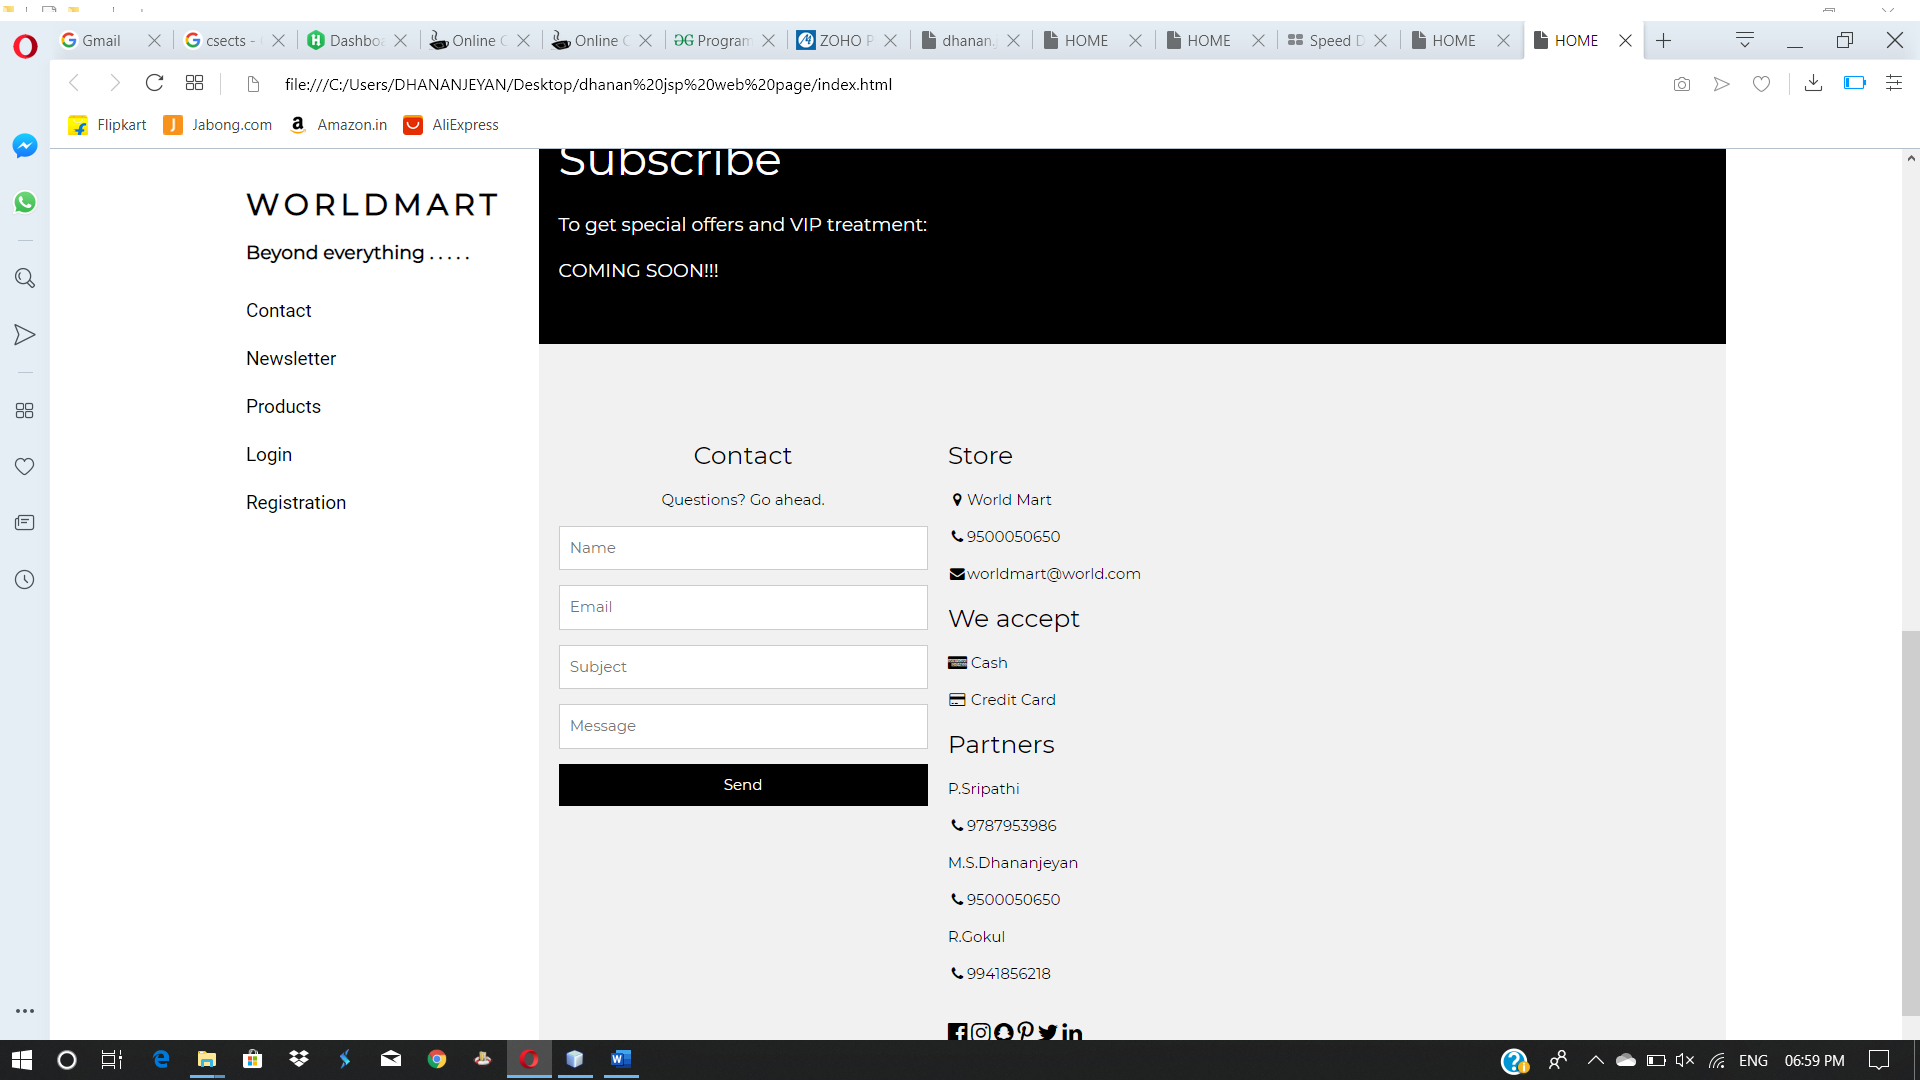 Gmail
csects -
Dashbo
Online
Online
Program
ZOHO P
dhanan.j
HOME
HOME
Speed D
HOME
HOME
file:///C:/Users/DHANANJEYAN/Desktop/dhanan%20jsp%20web%20page/index.html
Flipkart
Jabong.com
Amazon.in
AliExpress
WORLDMART
Beyond everything . . . . .
Contact
Newsletter
Products
Login
Registration
Subscribe
To get special offers and VIP treatment:
COMING SOON!!!
Contact
Questions? Go ahead.
Name
Email
Subject
Message
Send
Store
World Mart
9500050650
worldmart@world.com
We accept
Cash
Credit Card
Partners
P.Sripathi
9787953986
M.S.Dhananjeyan
9500050650
R.Gokul
9941856218
ENG
06:59 PM